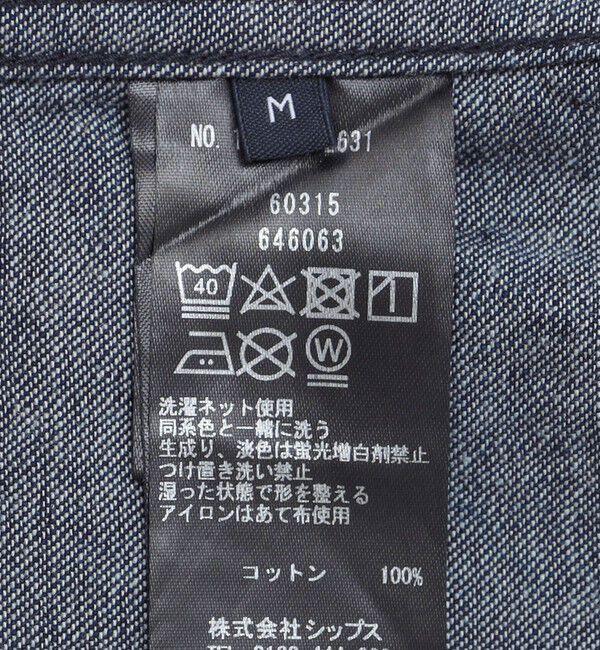 M
NO. 631
60315
646063
40
W
洗濯ネット使用
同系色と一緒に洗う
生成り、淡色は蛍光増白剤禁止
つけ置き洗い禁止
湿った状態で形を整える
アイロンはあて布使用
コットン 100%
株式会社シップス